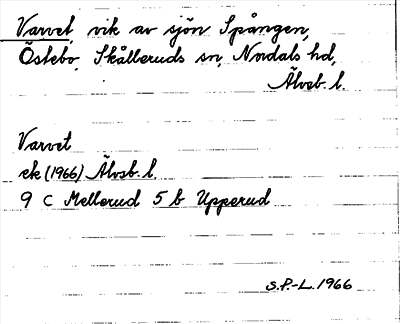 Varvet, vik av sjön Spången,
Östebo, Skålleruds sn, Nordals hd,
Älvsb. l.
Varvet
ek (1966) Älvsb. l.
9 C Mellerud 5 b Upperud
S.P.-L. 1966